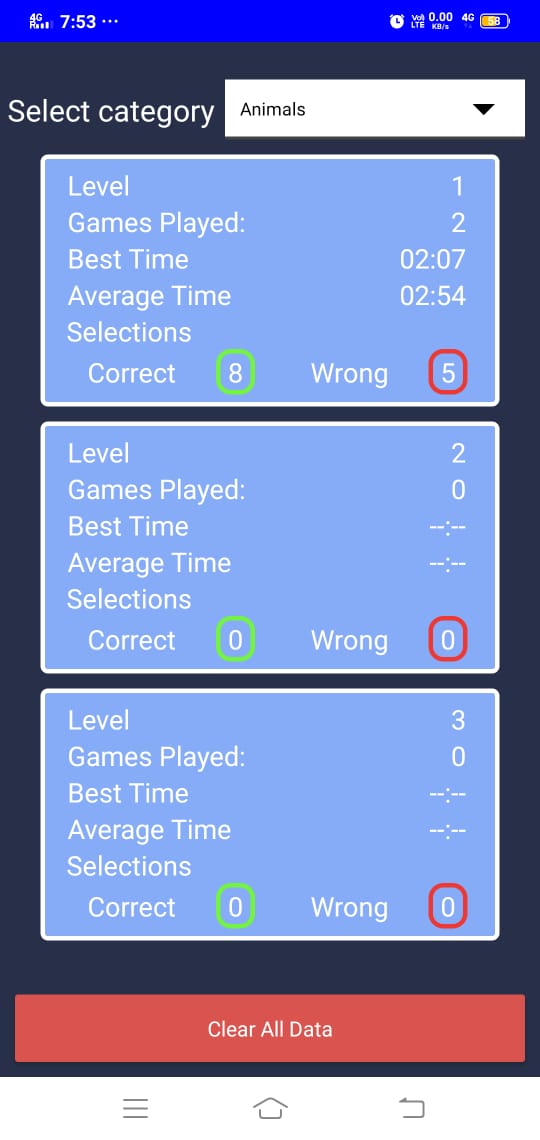 4G R 7:53 ··· Vo) LTE 0.00 KB/s 4G 58
Select category Animals
Level 1
Games Played: 2
Best Time 02:07
Average Time 02:54
Selections
Correct 8 Wrong 5
Level 2
Games Played: 0
Best Time --:--
Average Time --:--
Selections
Correct 0 Wrong 0
Level 3
Games Played: 0
Best Time --:--
Average Time --:--
Selections
Correct 0 Wrong 0
Clear All Data